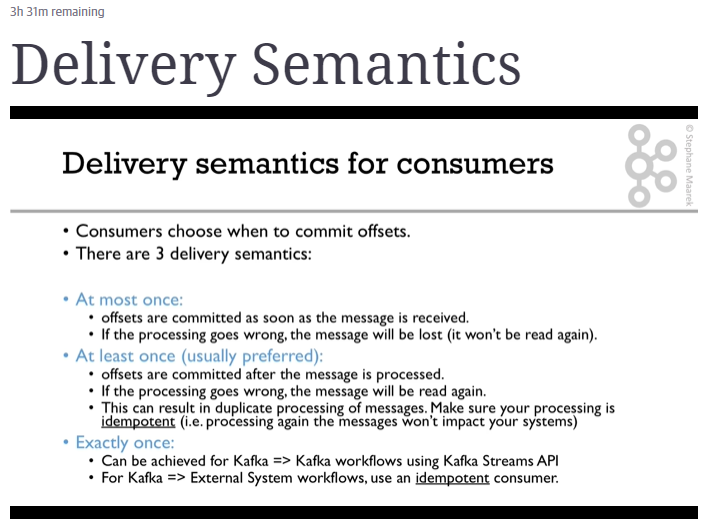 3h 31m remaining
Delivery Semantics
Delivery semantics for consumers
© Stephane Maarek
• Consumers choose when to commit offsets.
• There are 3 delivery semantics:
• At most once:
• offsets are committed as soon as the message is received.
• If the processing goes wrong, the message will be lost (it won't be read again).
• At least once (usually preferred):
• offsets are committed after the message is processed.
• If the processing goes wrong, the message will be read again.
• This can result in duplicate processing of messages. Make sure your processing is
idempotent (i.e. processing again the messages won't impact your systems)
• Exactly once:
• Can be achieved for Kafka => Kafka workflows using Kafka Streams API
• For Kafka => External System workflows, use an idempotent consumer.